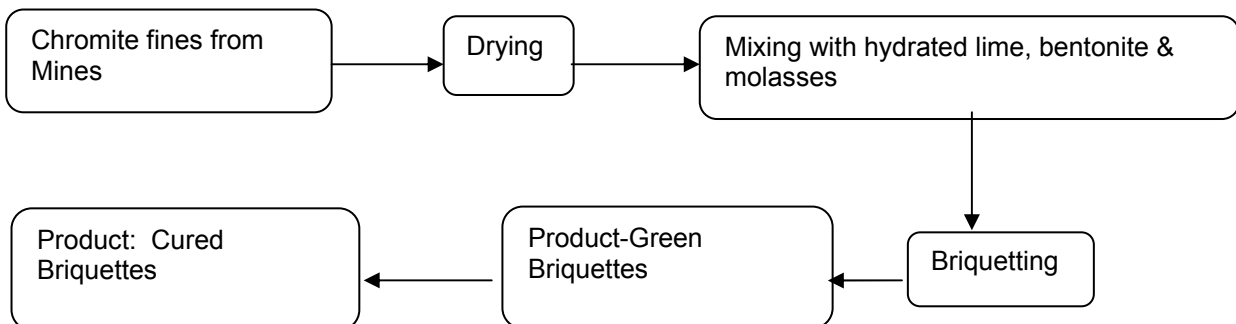 Chromite fines from
Mines
Drying
Mixing with hydrated lime, bentonite &
molasses
Briquetting
Product-Green
Briquettes
Product: Cured
Briquettes